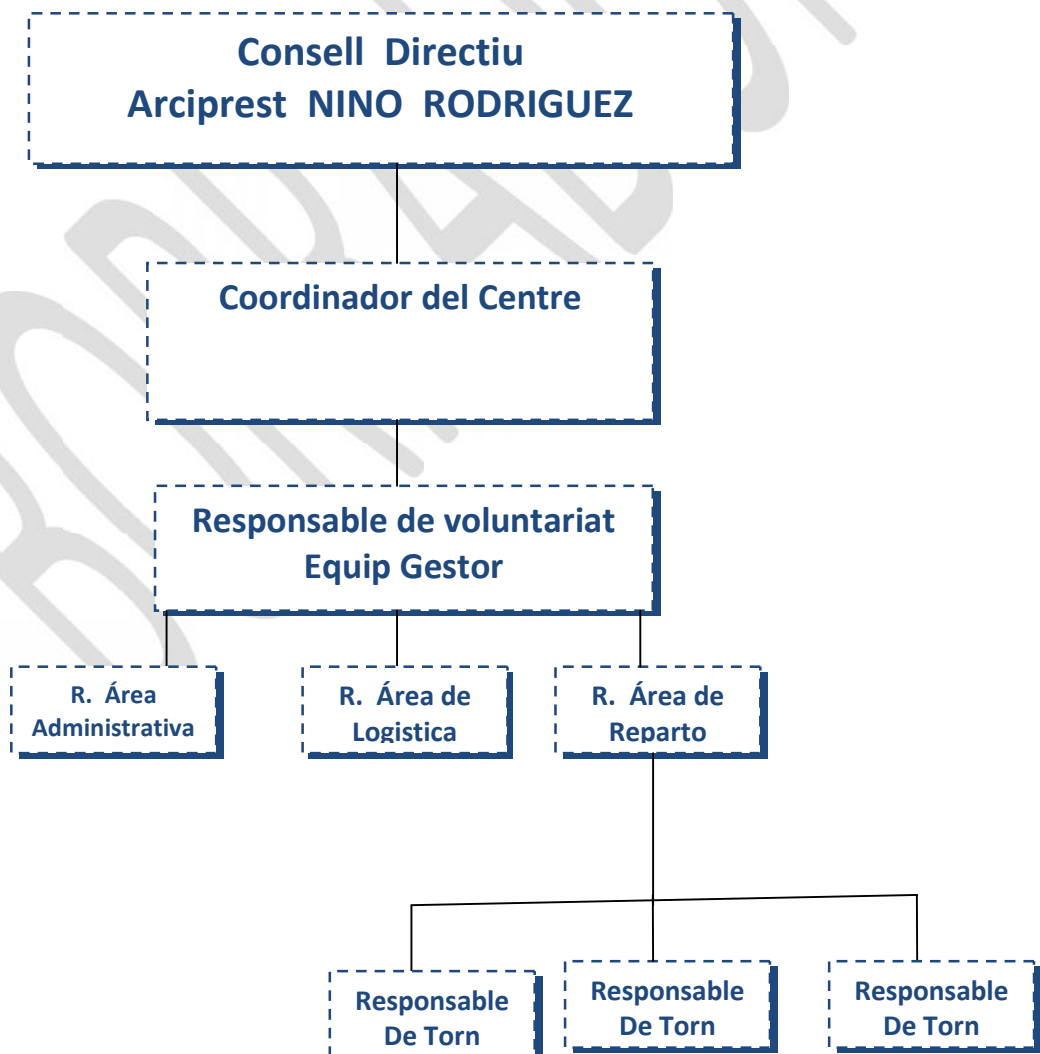 Consell Directiu
Arciprest NINO RODRIGUEZ
Coordinador del Centre
Responsable de voluntariat
Equip Gestor
R. Área
Administrativa
R. Área de
Logistica
R. Área de
Reparto
Responsable
De Torn
Responsable
De Torn
Responsable
De Torn